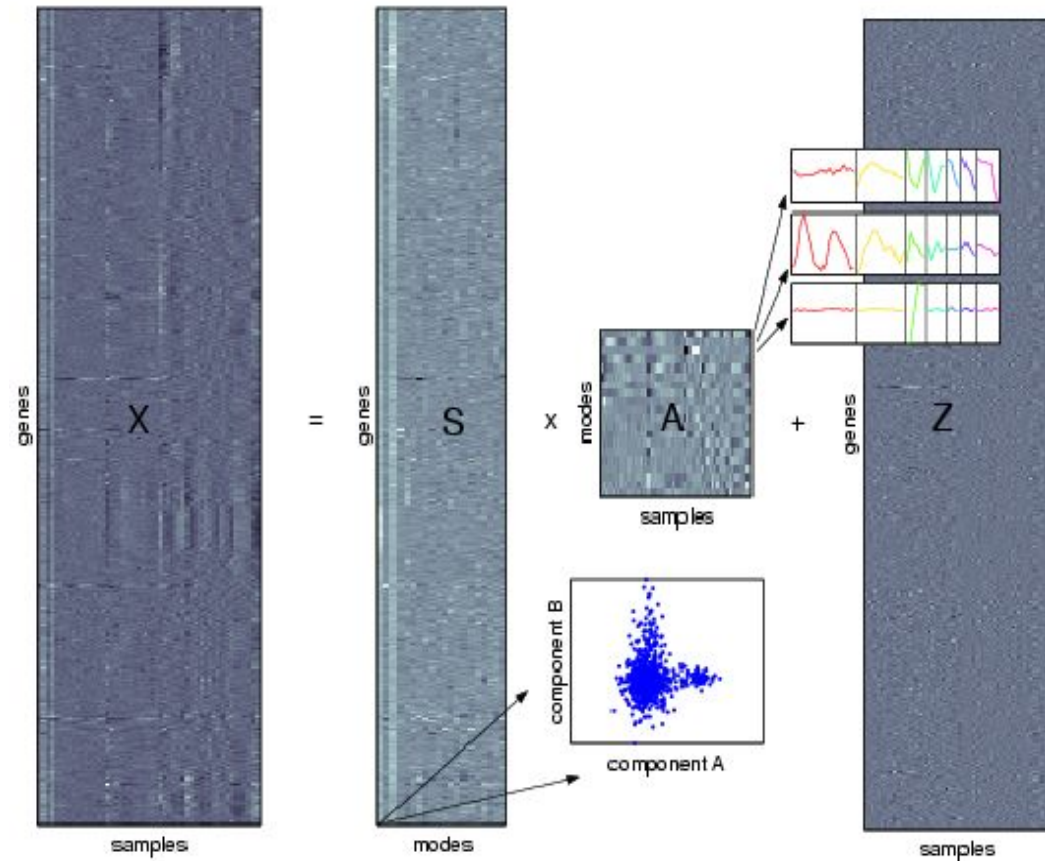 genes
X
samples
=
genes
S
modes
x
modes
A
samples
+
genes
Z
samples
component B
component A